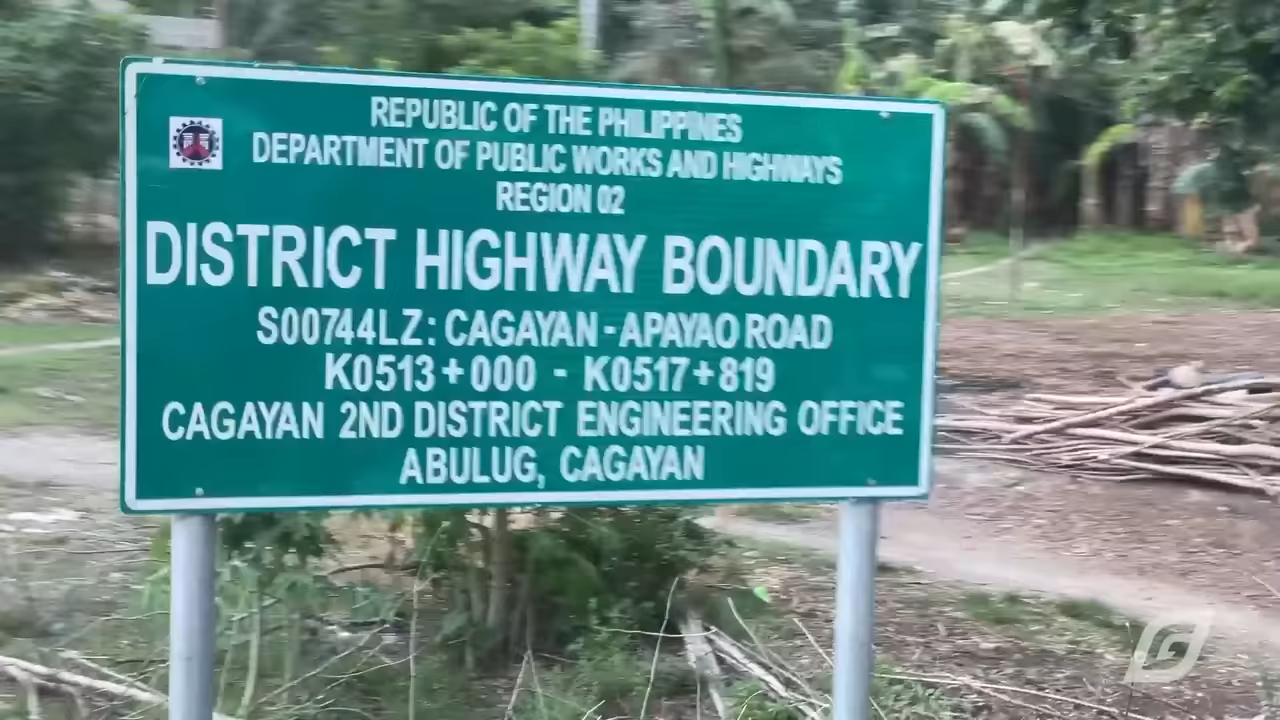 REPUBLIC OF THE PHILIPPINES
DEPARTMENT OF PUBLIC WORKS AND HIGHWAYS
REGION 02
DISTRICT HIGHWAY BOUNDARY
S00744LZ: CAGAYAN - APAYAO ROAD
K0513+000 - K0517+819
CAGAYAN 2ND DISTRICT ENGINEERING OFFICE
ABULUG, CAGAYAN